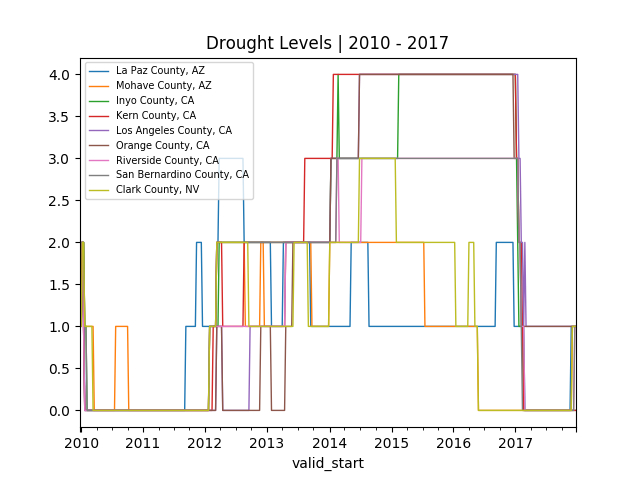 Drought Levels | 2010 - 2017
4.0
3.5
3.0
2.5
2.0
1.5
1.0
0.5
0.0
La Paz County, AZ
Mohave County, AZ
Inyo County, CA
Kern County, CA
Los Angeles County, CA
Orange County, CA
Riverside County, CA
San Bernardino County, CA
Clark County, NV
2010 2011 2012 2013 2014 2015 2016 2017
valid_start